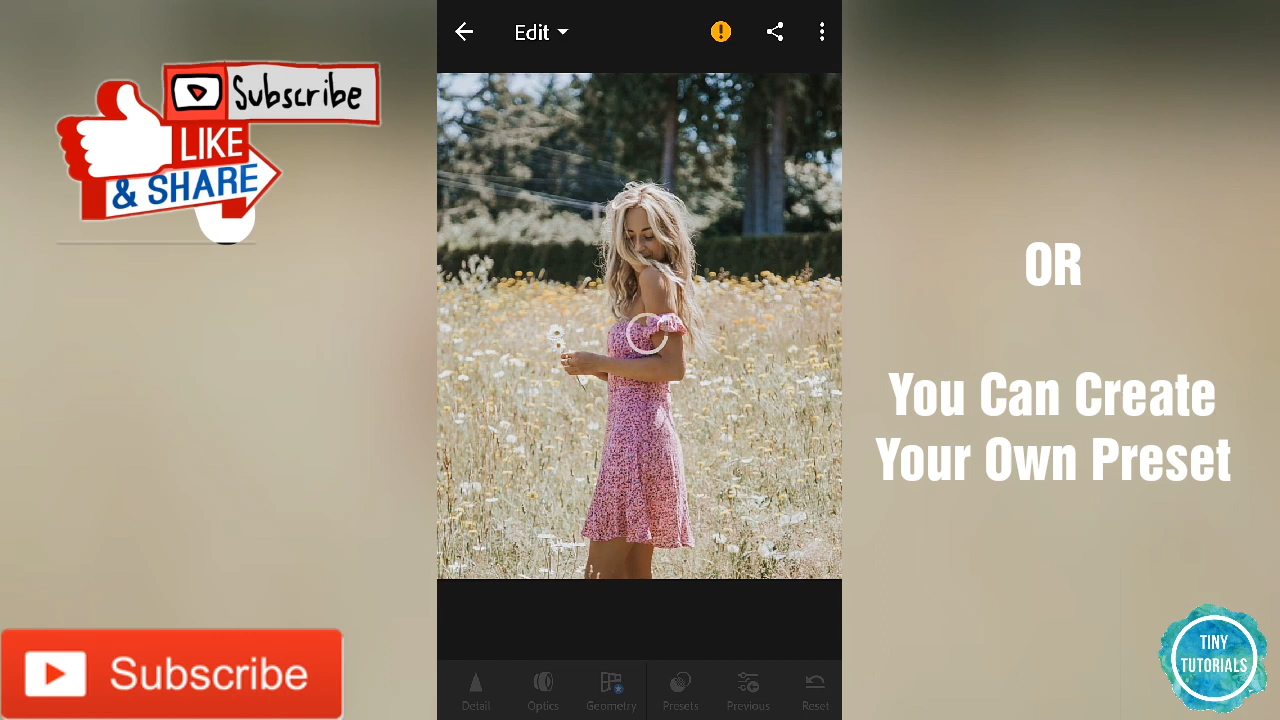 Subscribe
LIKE
& SHARE
Edit
OR
You Can Create
Your Own Preset
Subscribe
Detail
Optics
Geometry
Presets
Previous
Reset
TINY
TUTORIALS